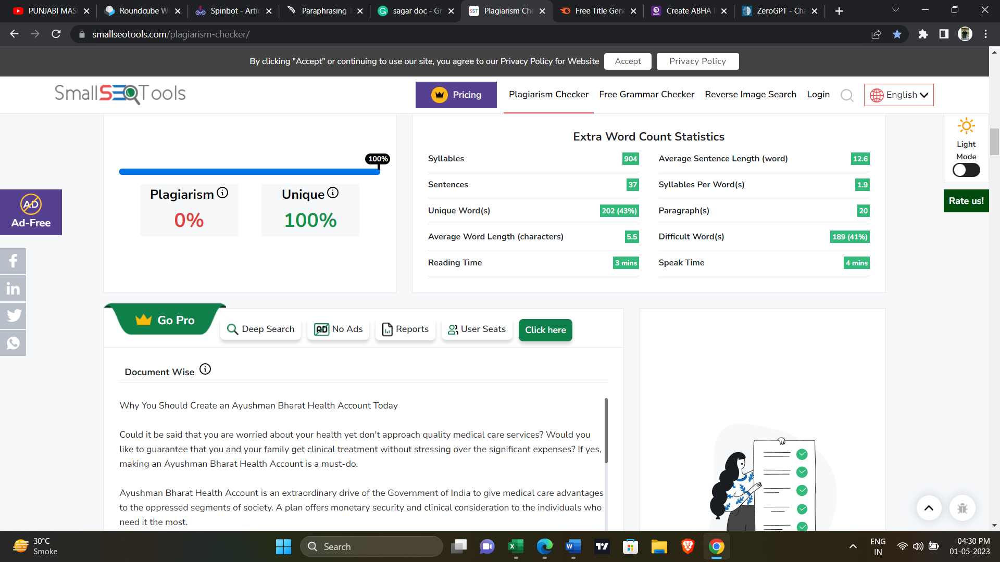 PUNJABI MAS
Roundcube W
Spinbot - Artic
Paraphrasing T
sagar doc - Gr
SST
Plagiarism Che
Free Title Gene
Create ABHA
ZeroGPT - Cha
smallseotools.com/plagiarism-checker/
By clicking "Accept" or continuing to use our site, you agree to our Privacy Policy for Website
Accept
Privacy Policy
SmallSEOTools
Pricing
Plagiarism Checker
Free Grammar Checker
Reverse Image Search
Login
English
Light
Mode
Rate us!
AD
Ad-Free
100%
Plagiarism
0%
Unique
100%
Extra Word Count Statistics
Syllables 904
Average Sentence Length (word) 12.6
Sentences 37
Syllables Per Word(s) 1.9
Unique Word(s) 202 (43%)
Paragraph(s) 20
Average Word Length (characters) 5.5
Difficult Word(s) 189 (41%)
Reading Time 3 mins
Speak Time 4 mins
Go Pro
Deep Search
AD No Ads
Reports
User Seats
Click here
Document Wise
Why You Should Create an Ayushman Bharat Health Account Today
Could it be said that you are worried about your health yet don't approach quality medical care services? Would you
like to guarantee that you and your family get clinical treatment without stressing over the significant expenses? If yes,
making an Ayushman Bharat Health Account is a must-do.
Ayushman Bharat Health Account is an extraordinary drive of the Government of India to give medical care advantages
to the oppressed segments of society. A plan offers monetary security and clinical consideration to the individuals who
need it the most.
30°C
Smoke
Search
ENG
IN
04:30 PM
01-05-2023